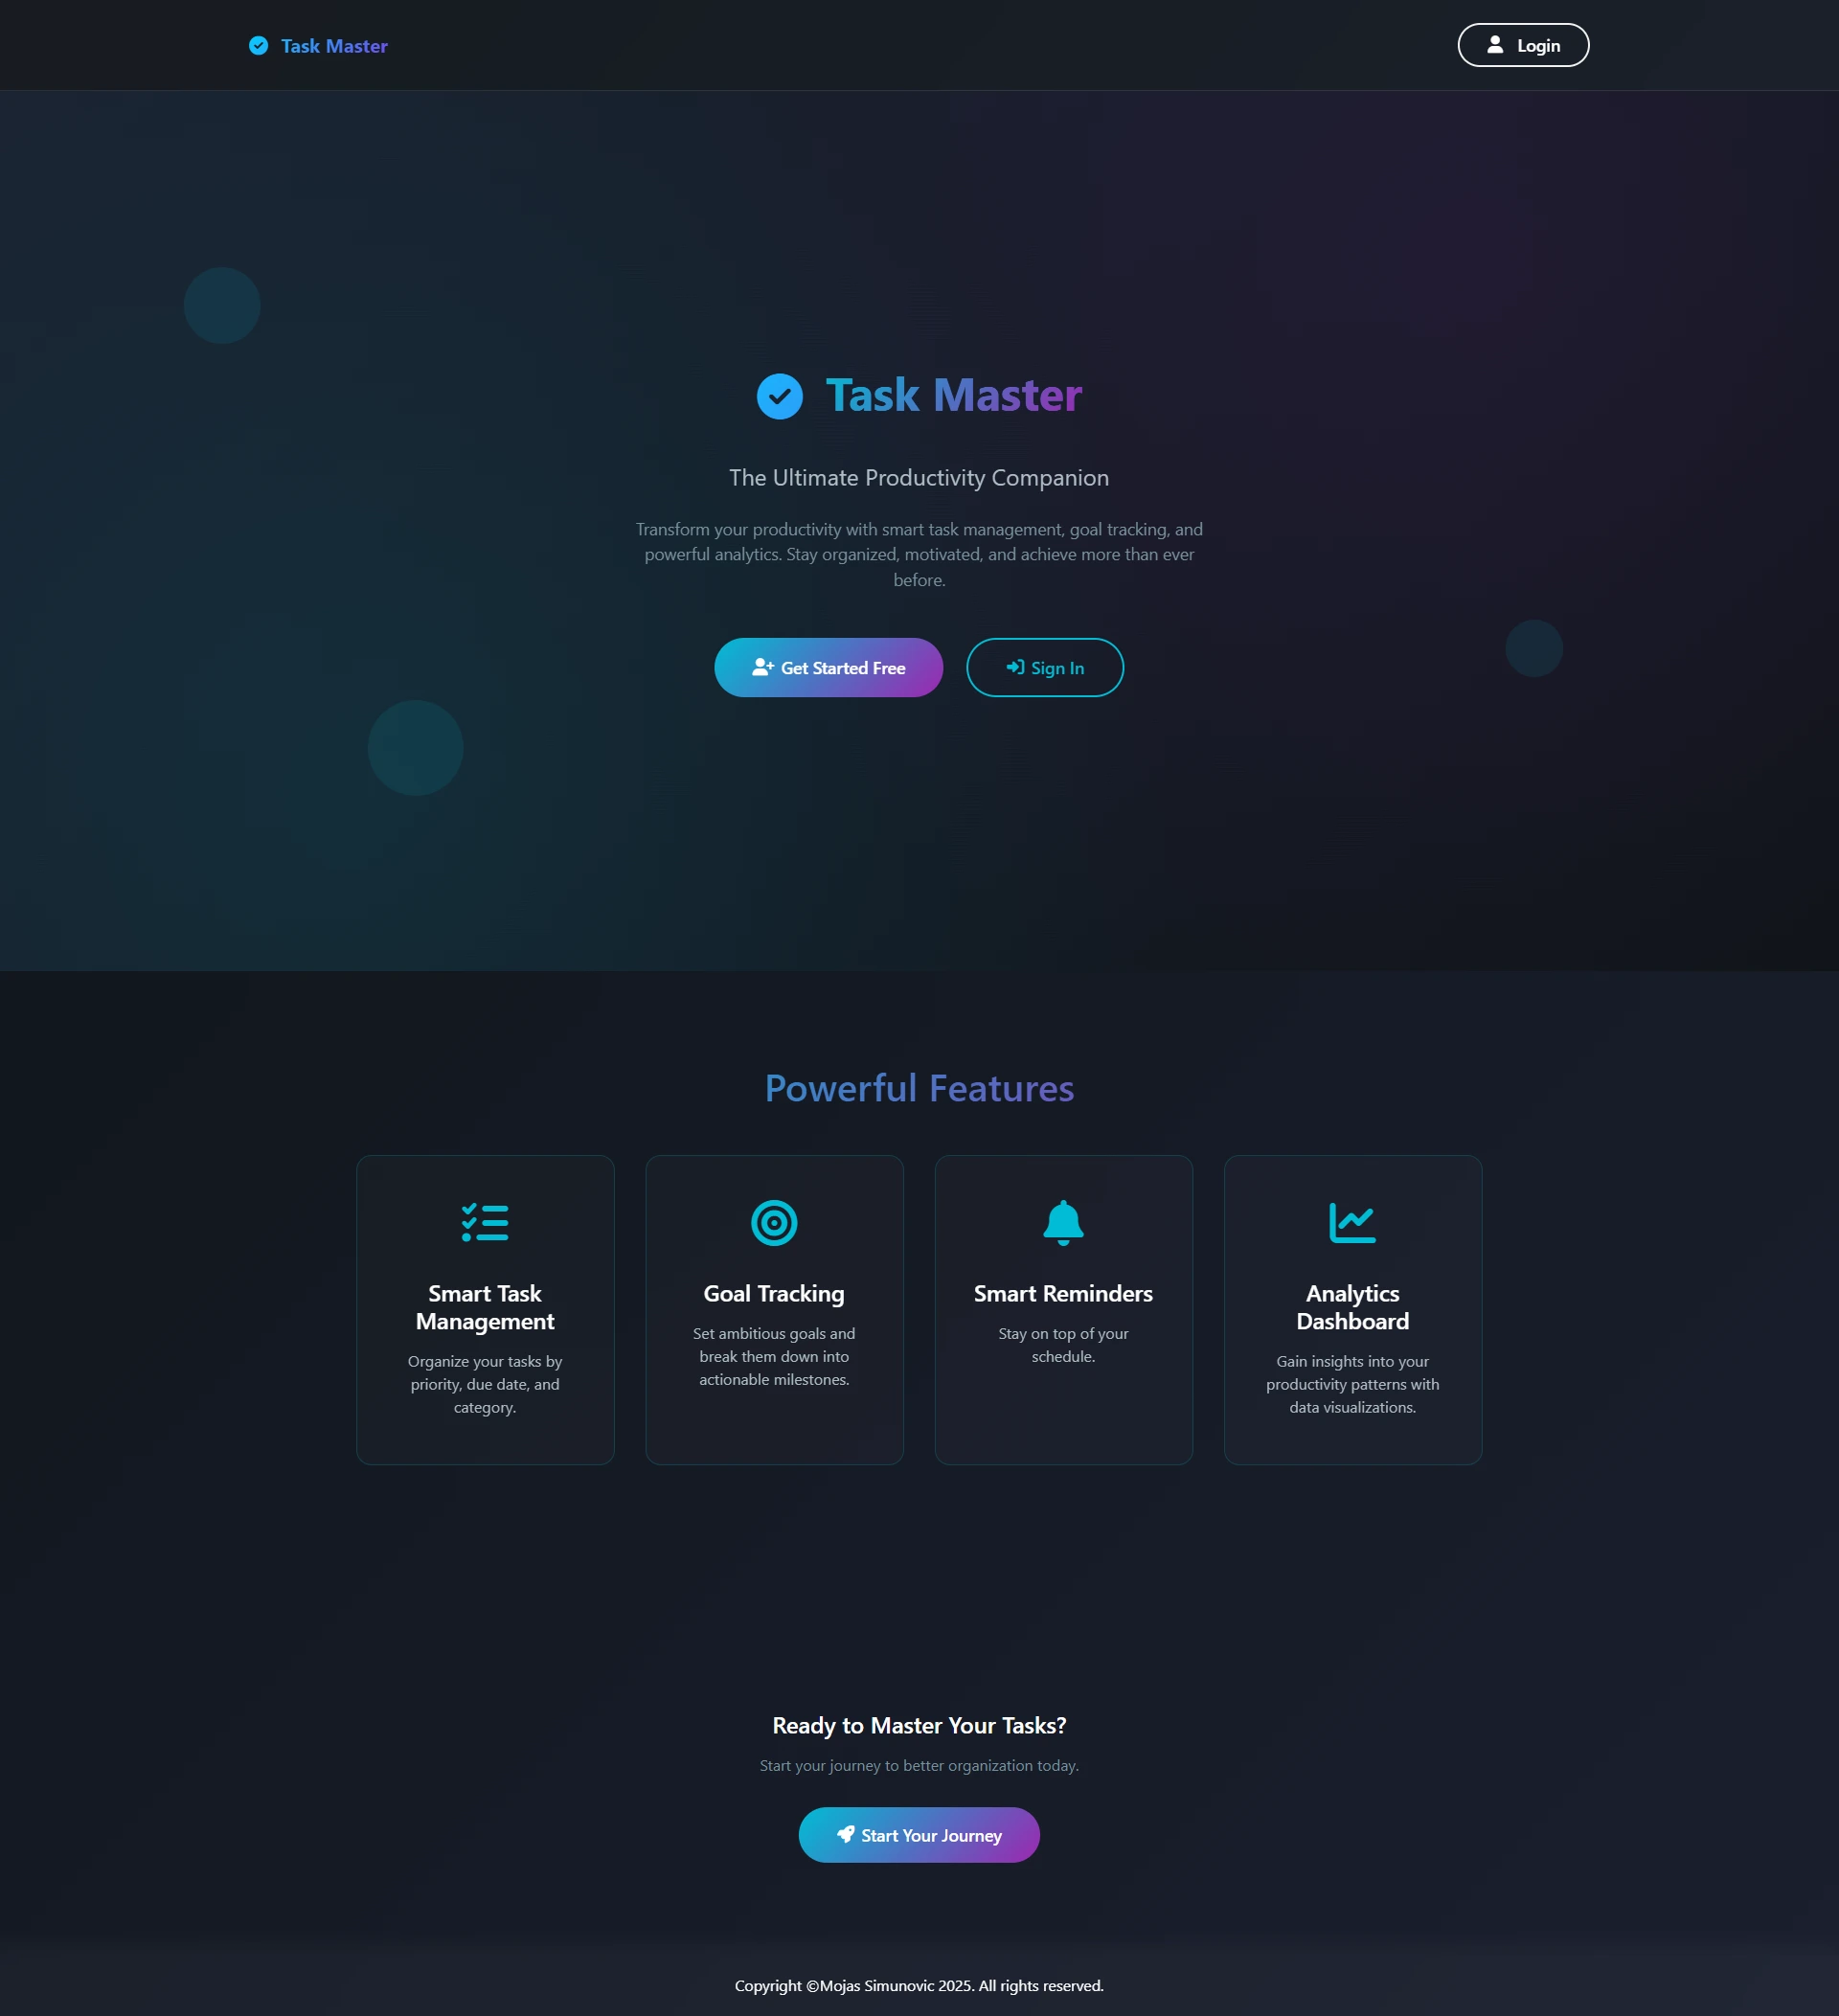 Task Master
Login
Task Master
The Ultimate Productivity Companion
Transform your productivity with smart task management, goal tracking, and
powerful analytics. Stay organized, motivated, and achieve more than ever
before.
Get Started Free
Sign In
Powerful Features
Smart Task
Management
Organize your tasks by
priority, due date, and
category.
Goal Tracking
Set ambitious goals and
break them down into
actionable milestones.
Smart Reminders
Stay on top of your
schedule.
Analytics
Dashboard
Gain insights into your
productivity patterns with
data visualizations.
Ready to Master Your Tasks?
Start your journey to better organization today.
Start Your Journey
Copyright ©Mojas Simunovic 2025. All rights reserved.